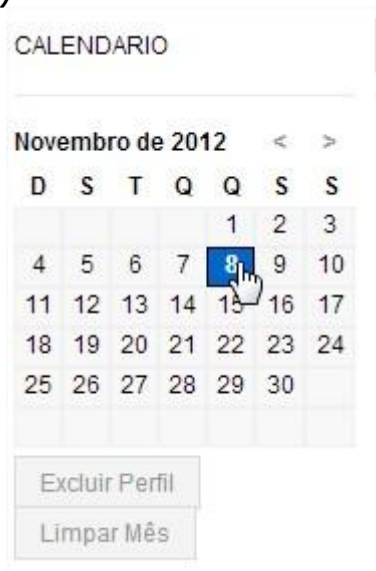 )
CALENDARIO
Novembro de 2012 < >
D S T Q Q S S
1 2 3
4 5 6 7 8 9 10
11 12 13 14 15 16 17
18 19 20 21 22 23 24
25 26 27 28 29 30
Excluir Perfil
Limpar Mês